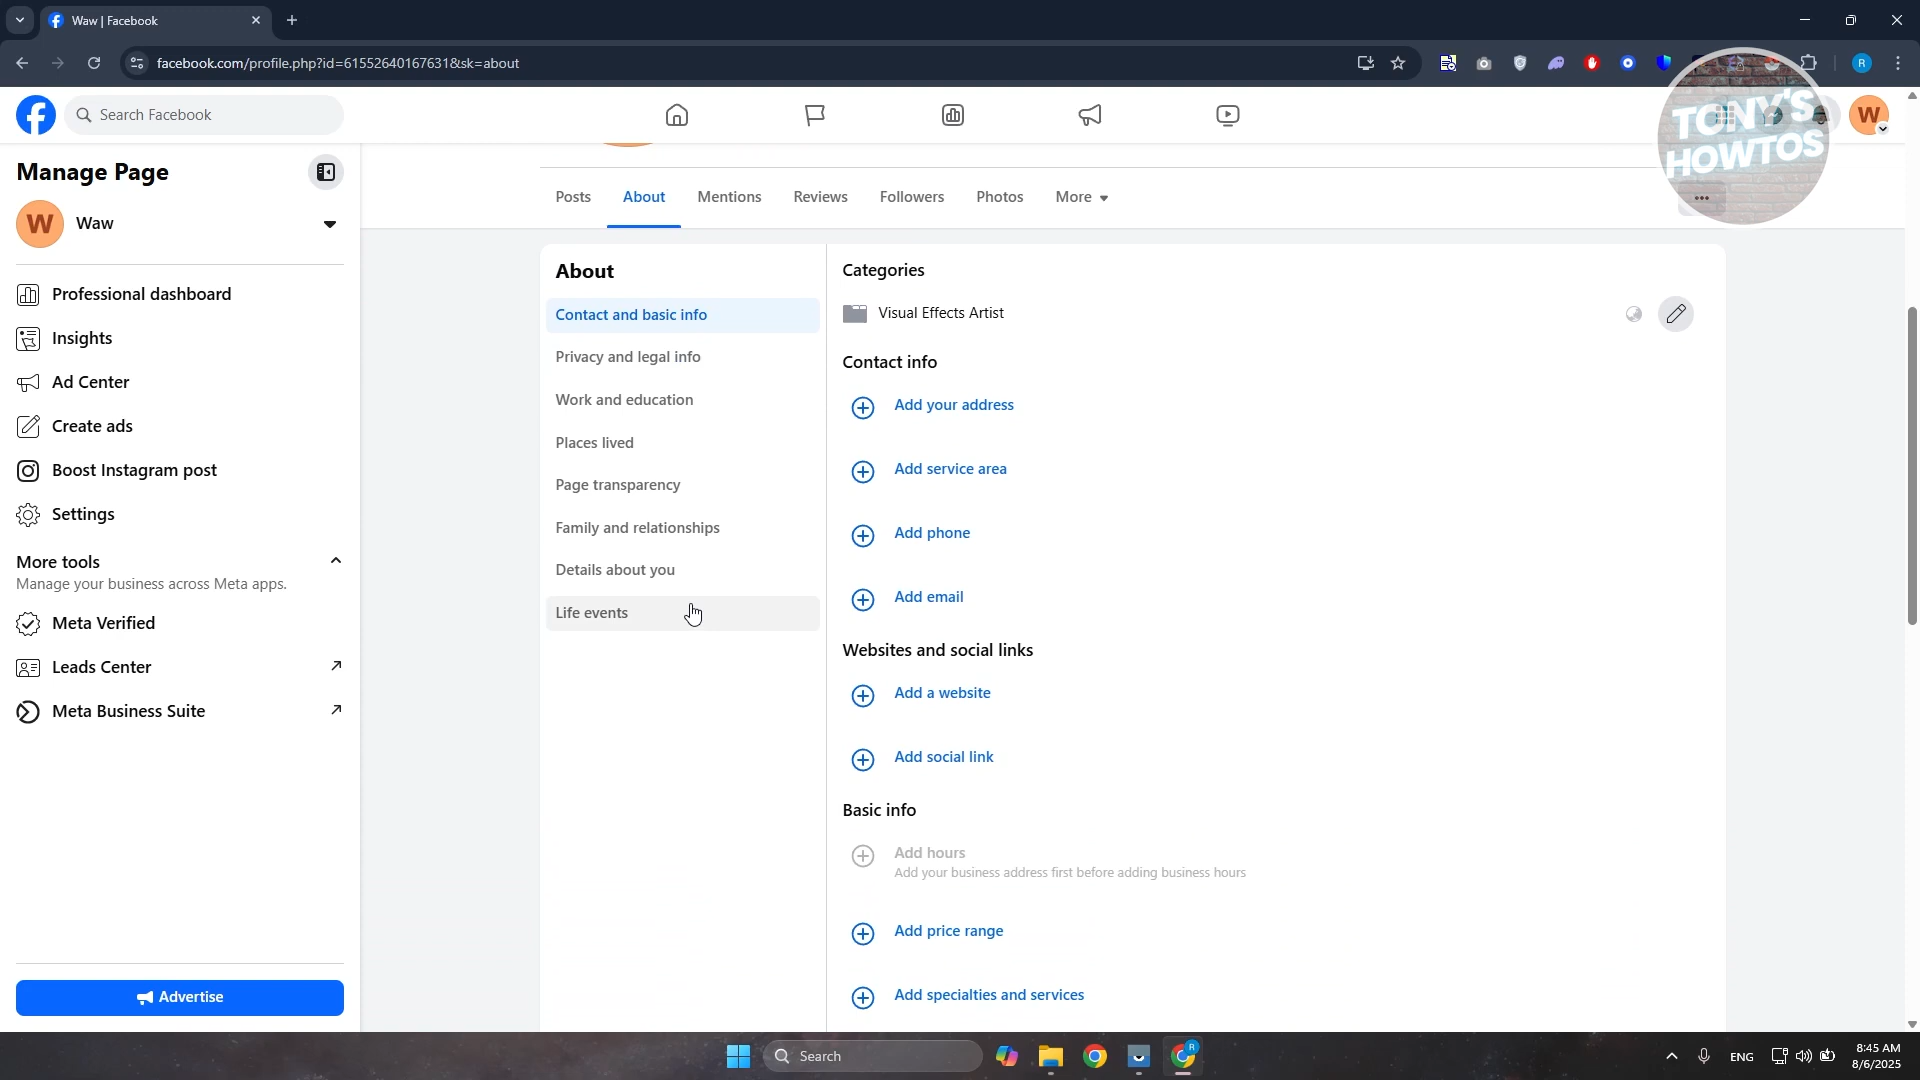 Waw | Facebook
facebook.com/profile.php?id=61552640167631&sk=about
R
Search Facebook
W
TONY'S
HOWTOS
Manage Page
W
Waw
Professional dashboard
Insights
Ad Center
Create ads
Boost Instagram post
Settings
More tools
Manage your business across Meta apps.
Meta Verified
Leads Center
Meta Business Suite
Advertise
Posts
About
Mentions
Reviews
Followers
Photos
More
About
Contact and basic info
Privacy and legal info
Work and education
Places lived
Page transparency
Family and relationships
Details about you
Life events
Categories
Visual Effects Artist
Contact info
Add your address
Add service area
Add phone
Add email
Websites and social links
Add a website
Add social link
Basic info
Add hours
Add your business address first before adding business hours
Add price range
Add specialties and services
Search
R
ENG
8:45 AM
8/6/2025